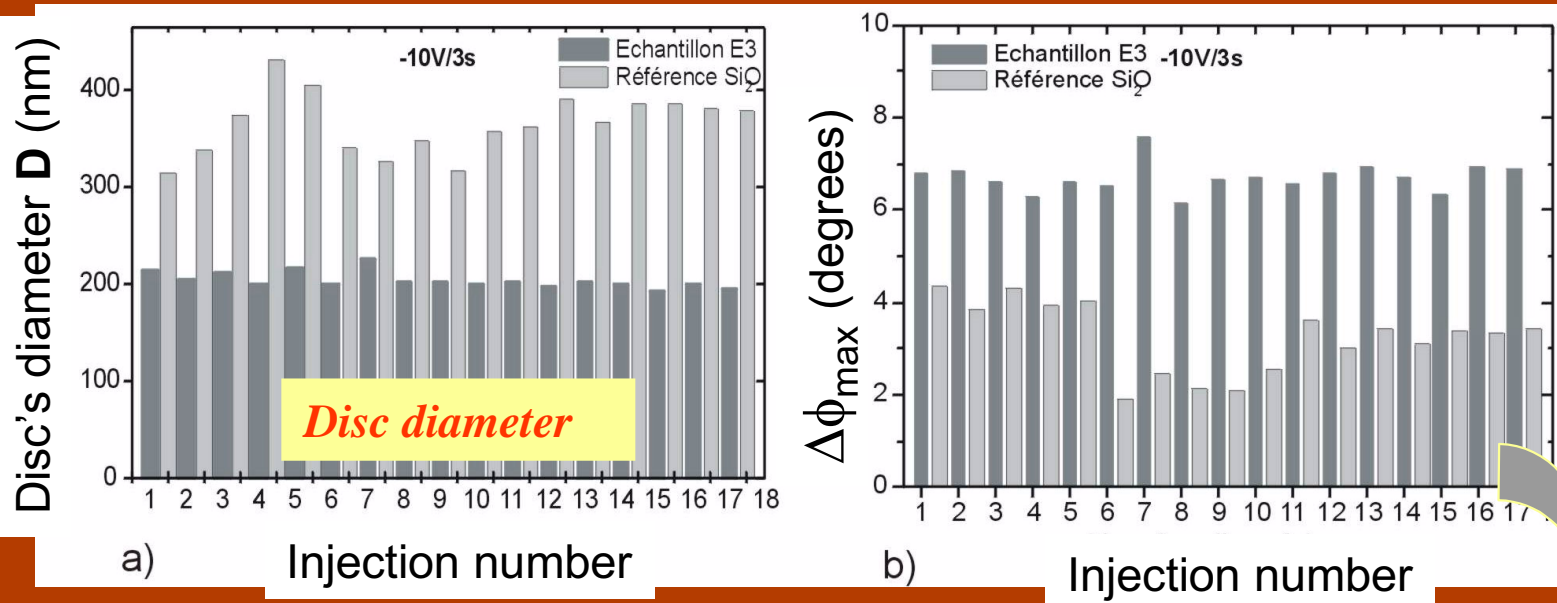 Disc's diameter D (nm)
-10V/3s
Echantillon E3
Référence SiO2
400
300
200
100
0
Disc diameter
1 2 3 4 5 6 7 8 9 10 11 12 13 14 15 16 17 18
a)
Injection number
Δϕmax (degrees)
Echantillon E3 -10V/3s
Référence SiO2
10
8
6
4
2
0
1 2 3 4 5 6 7 8 9 10 11 12 13 14 15 16 17
b)
Injection number